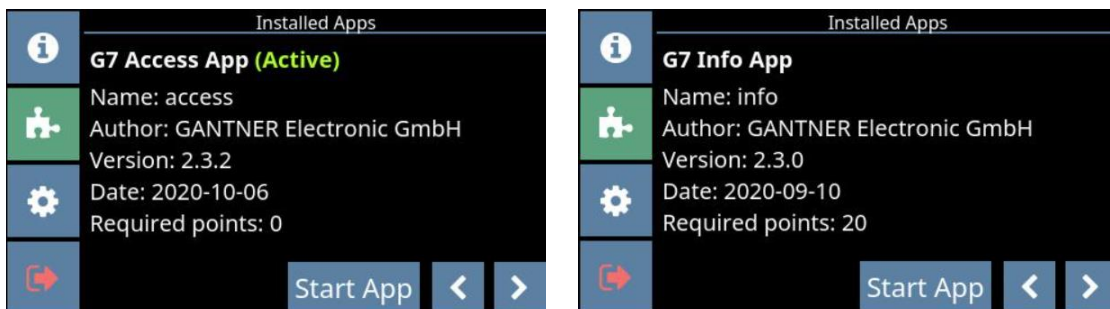 Installed Apps
G7 Access App (Active)
Name: access
Author: GANTNER Electronic GmbH
Version: 2.3.2
Date: 2020-10-06
Required points: 0
Start App
Installed Apps
G7 Info App
Name: info
Author: GANTNER Electronic GmbH
Version: 2.3.0
Date: 2020-09-10
Required points: 20
Start App